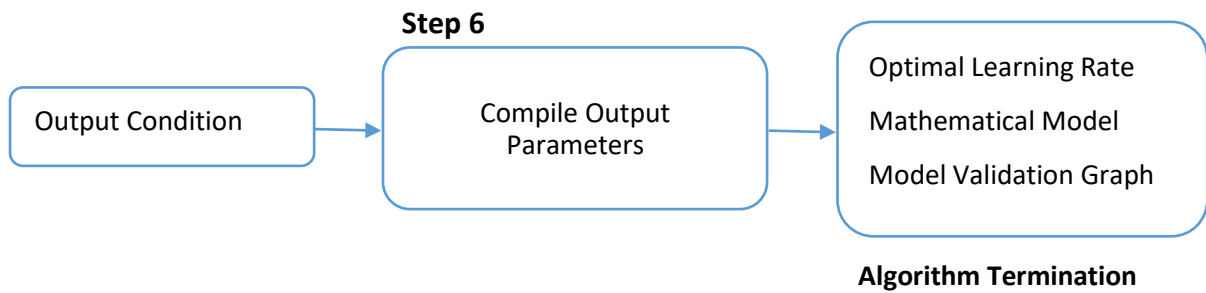 Step 6
Output Condition
Compile Output
Parameters
Optimal Learning Rate
Mathematical Model
Model Validation Graph
Algorithm Termination